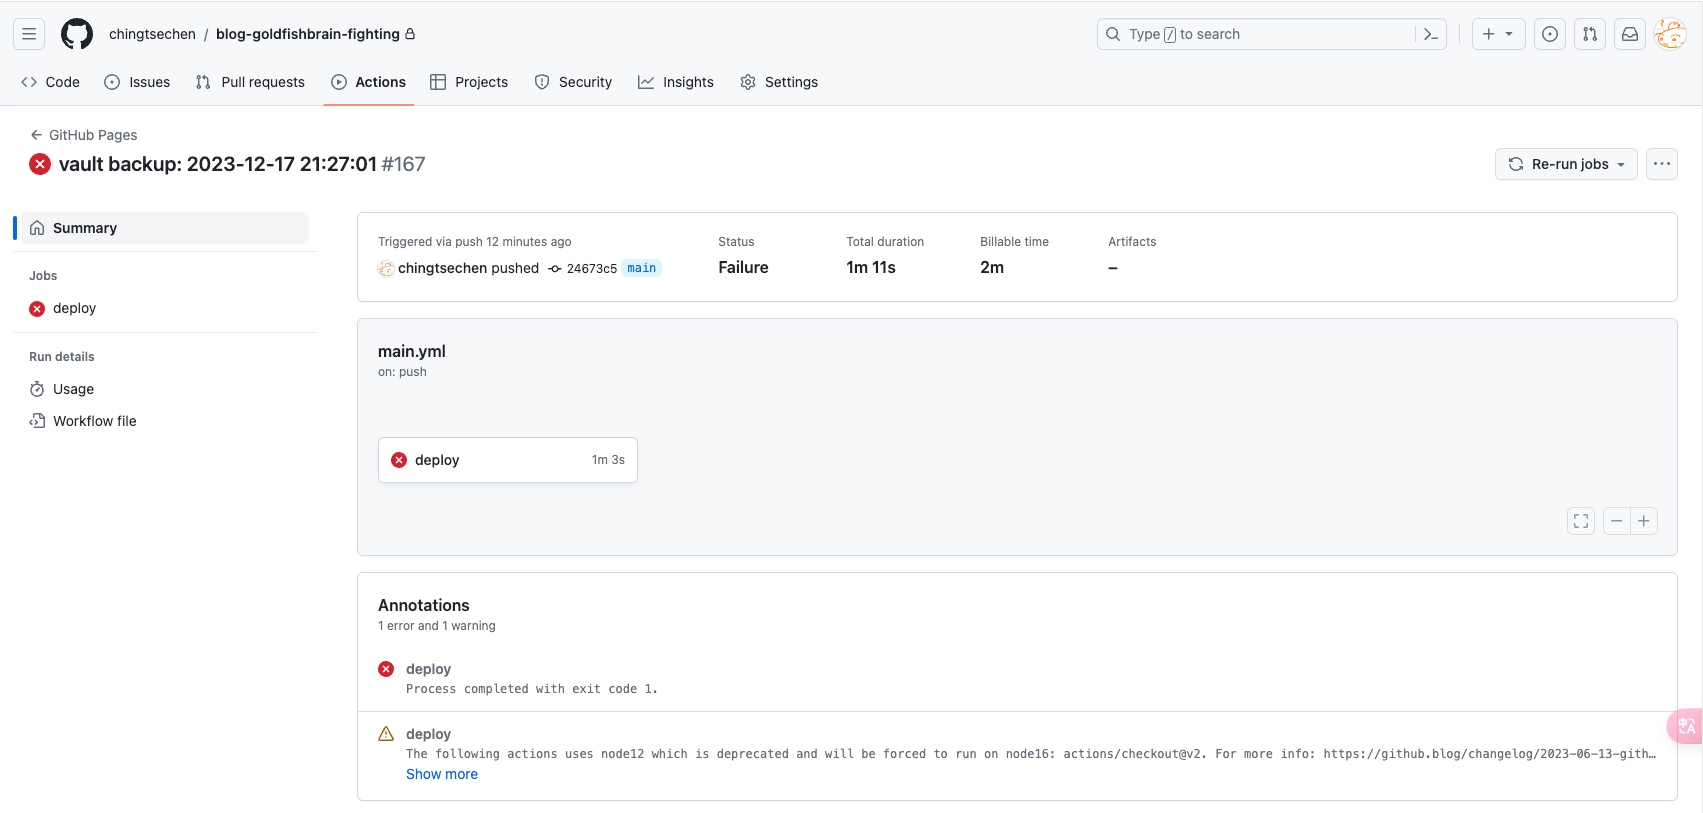 chingtsechen / blog-goldfishbrain-fighting
Type / to search
Code Issues Pull requests Actions Projects Security Insights Settings
GitHub Pages
vault backup: 2023-12-17 21:27:01 #167
Re-run jobs
Summary
Jobs
deploy
Run details
Usage
Workflow file
Triggered via push 12 minutes ago
chingtsechen pushed 24673c5 main
Status
Failure
Total duration
1m 11s
Billable time
2m
Artifacts
–
main.yml
on: push
deploy 1m 3s
Annotations
1 error and 1 warning
deploy
Process completed with exit code 1.
deploy
The following actions uses node12 which is deprecated and will be forced to run on node16: actions/checkout@v2. For more info: https://github.blog/changelog/2023-06-13-gith…
Show more
中A